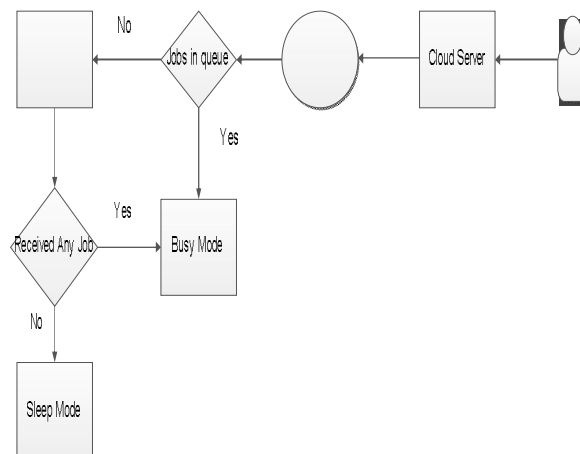 No
Jobs in queue
Cloud Server
Yes
Received Any Job
Yes
Busy Mode
No
Sleep Mode